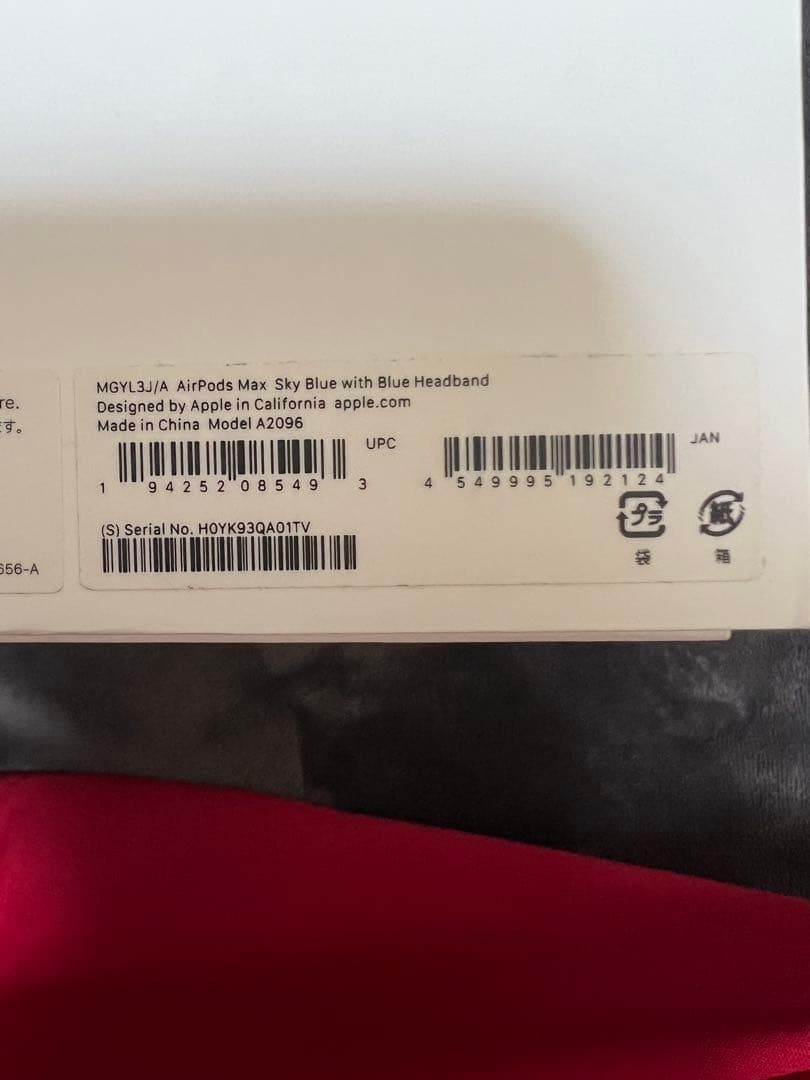 re.
ます。
656-A
MGYL3J/A AirPods Max Sky Blue with Blue Headband
Designed by Apple in California apple.com
Made in China Model A2096
UPC
1 94252 08549 3
JAN
4 549995 192124
(S) Serial No. H0YK93QA01TV
プラ
袋
紙
箱